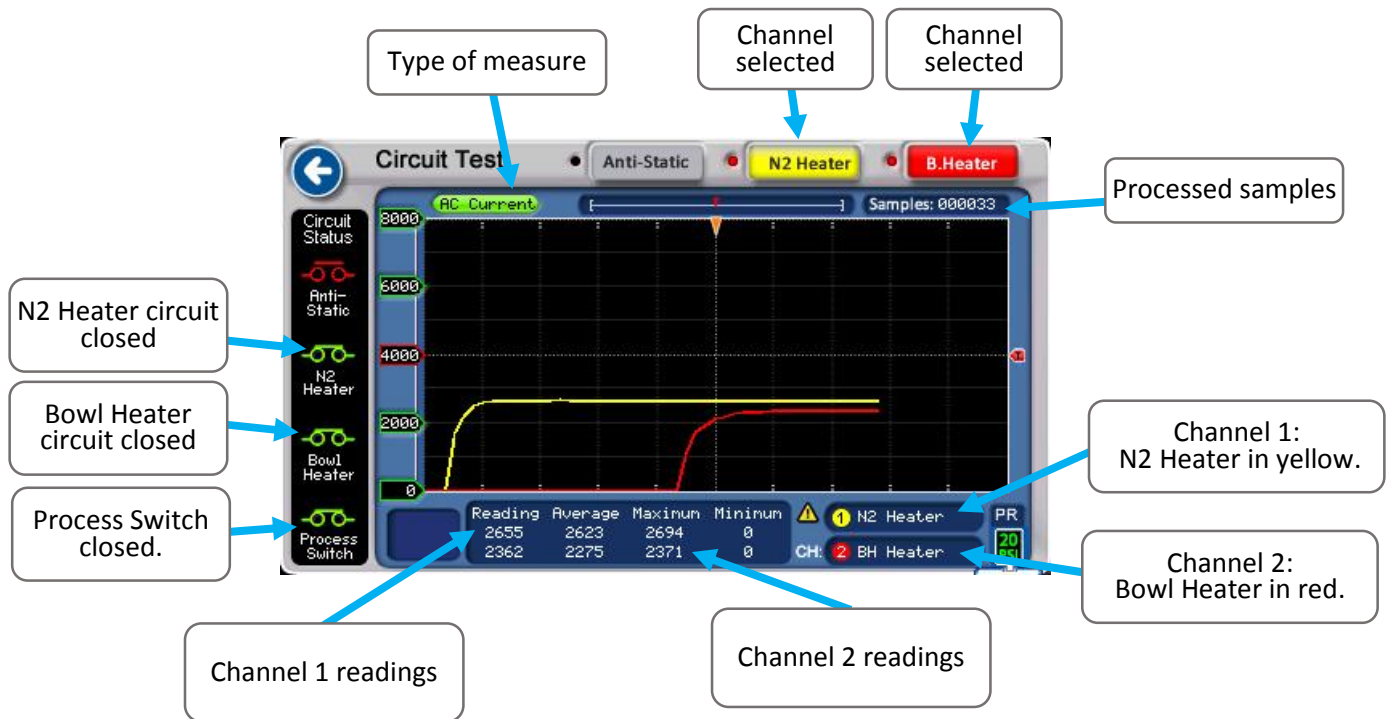 Type of measure
Channel
selected
Channel
selected
Processed samples
Circuit Test
Anti-Static
N2 Heater
B.Heater
AC Current
Samples: 000033
Circuit
Status
Anti-
Static
N2
Heater
Bowl
Heater
Process
Switch
8000
6000
4000
2000
0
T
N2 Heater circuit
closed
Bowl Heater
circuit closed
Process Switch
closed.
Reading Average Maxinun Mininun
2655 2623 2694 0
2362 2275 2371 0
1 N2 Heater
CH: 2 BH Heater
PR
20
PSI
Channel 1:
N2 Heater in yellow.
Channel 2:
Bowl Heater in red.
Channel 1 readings
Channel 2 readings